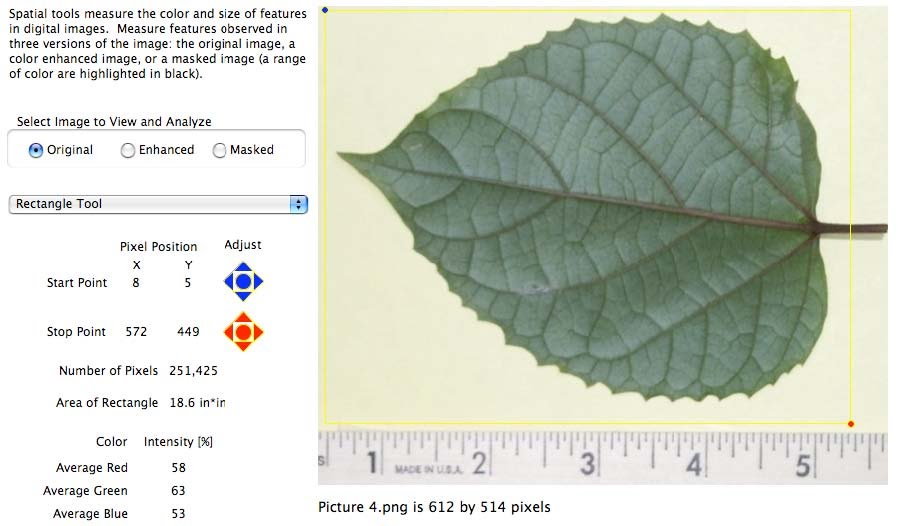 Spatial tools measure the color and size of features
in digital images.  Measure features observed in
three versions of the image: the original image, a
color enhanced image, or a masked image (a range
of color are highlighted in black).
Select Image to View and Analyze
Original Enhanced Masked
Rectangle Tool
Pixel Position Adjust
X Y
Start Point 8 5
Stop Point 572 449
Number of Pixels 251,425
Area of Rectangle 18.6 in*in
Color Intensity [%]
Average Red 58
Average Green 63
Average Blue 53
s 1 MADE IN U.S.A. 2 3 4 5
Picture 4.png is 612 by 514 pixels